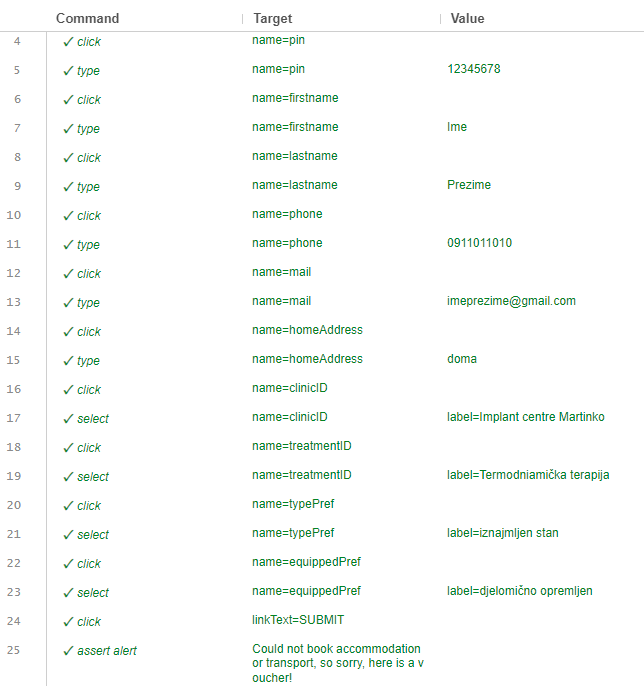 Command Target Value
4 ✓ click name=pin
5 ✓ type name=pin 12345678
6 ✓ click name=firstname
7 ✓ type name=firstname Ime
8 ✓ click name=lastname
9 ✓ type name=lastname Prezime
10 ✓ click name=phone
11 ✓ type name=phone 0911011010
12 ✓ click name=mail
13 ✓ type name=mail imeprezime@gmail.com
14 ✓ click name=homeAddress
15 ✓ type name=homeAddress doma
16 ✓ click name=clinicID
17 ✓ select name=clinicID label=Implant centre Martinko
18 ✓ click name=treatmentID
19 ✓ select name=treatmentID label=Termodniamička terapija
20 ✓ click name=typePref
21 ✓ select name=typePref label=iznajmljen stan
22 ✓ click name=equippedPref
23 ✓ select name=equippedPref label=djelomično opremljen
24 ✓ click linkText=SUBMIT
25 ✓ assert alert Could not book accommodation
or transport, so sorry, here is a v
oucher!